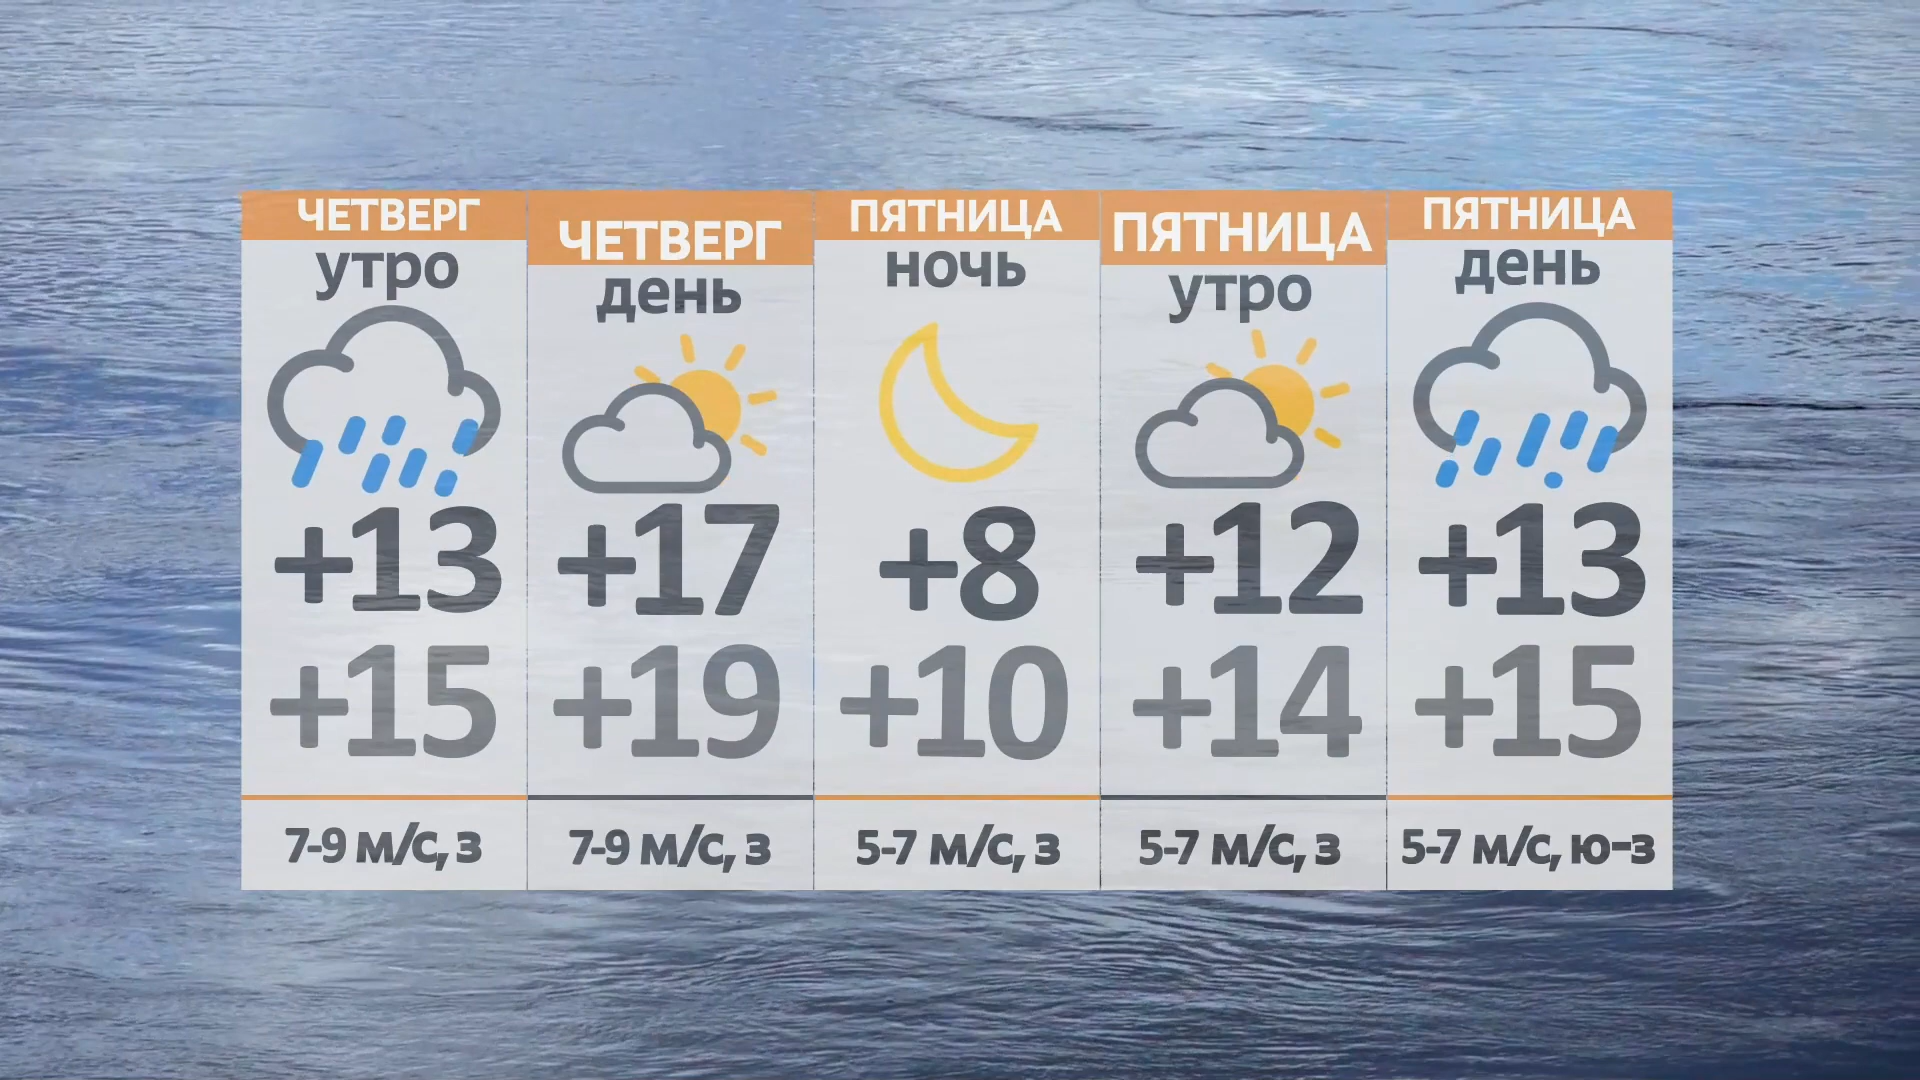 ЧЕТВЕРГ
утро
+13
+15
7-9 м/с, з
ЧЕТВЕРГ
день
+17
+19
7-9 м/с, з
ПЯТНИЦА
ночь
+8
+10
5-7 м/с, з
ПЯТНИЦА
утро
+12
+14
5-7 м/с, з
ПЯТНИЦА
день
+13
+15
5-7 м/с, ю-з